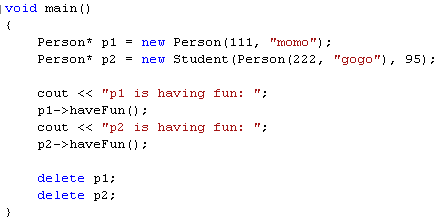 void main()
{
    Person* p1 = new Person(111, "momo");
    Person* p2 = new Student(Person(222, "gogo"), 95);

    cout << "p1 is having fun: ";
    p1->haveFun();
    cout << "p2 is having fun: ";
    p2->haveFun();

    delete p1;
    delete p2;
}